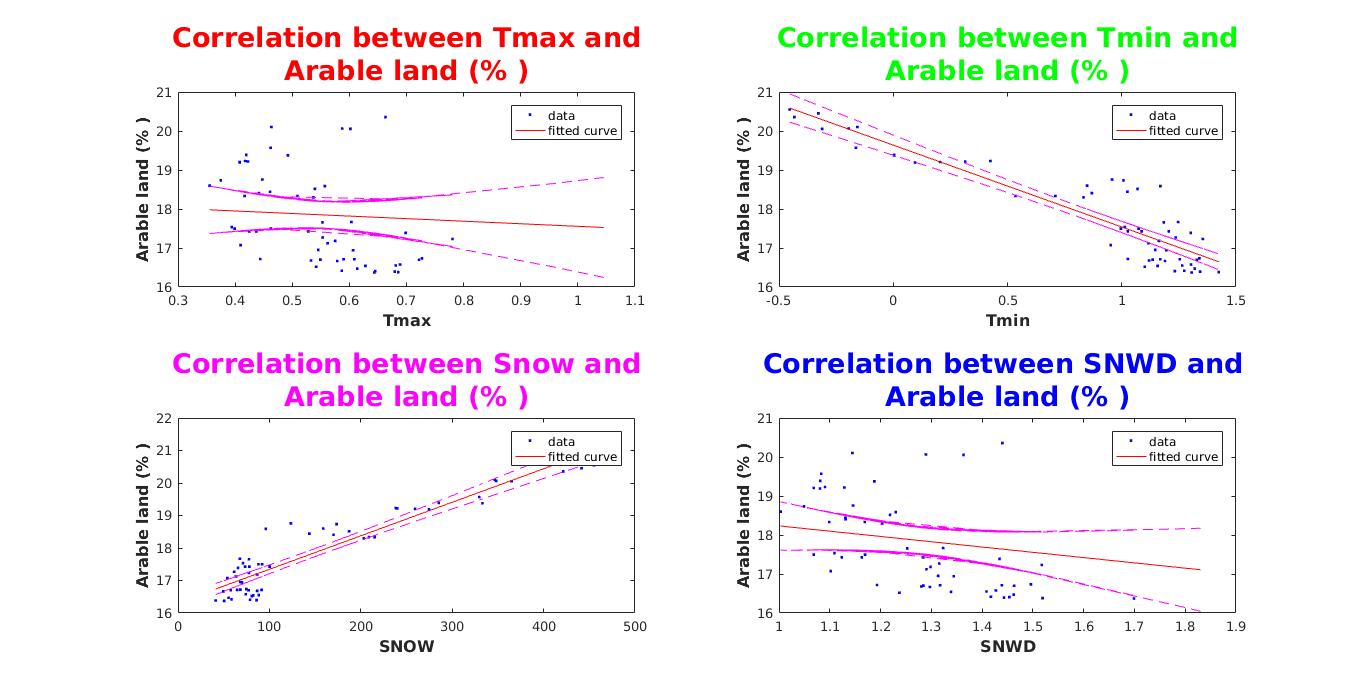 Correlation between Tmax and
Arable land (% )
21
20
19
18
17
16
Arable land (% )
data
fitted curve
0.3 0.4 0.5 0.6 0.7 0.8 0.9 1 1.1
Tmax
Correlation between Tmin and
Arable land (% )
21
20
19
18
17
16
Arable land (% )
data
fitted curve
-0.5 0 0.5 1 1.5
Tmin
Correlation between Snow and
Arable land (% )
22
21
20
19
18
17
16
Arable land (% )
data
fitted curve
0 100 200 300 400 500
SNOW
Correlation between SNWD and
Arable land (% )
21
20
19
18
17
16
Arable land (% )
data
fitted curve
1 1.1 1.2 1.3 1.4 1.5 1.6 1.7 1.8 1.9
SNWD